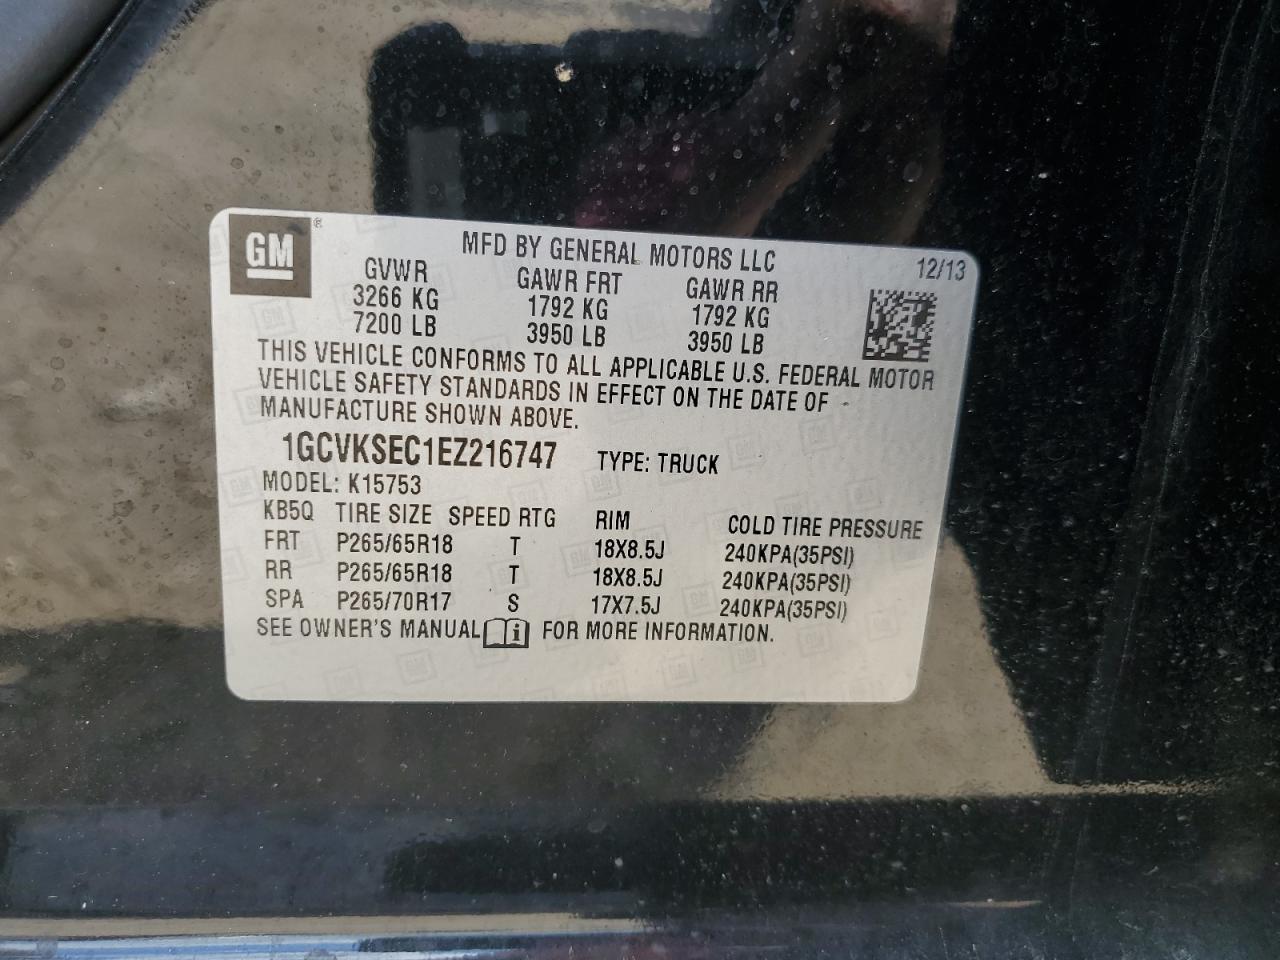 GM ®
MFD BY GENERAL MOTORS LLC 12/13
GVWR GAWR FRT GAWR RR
3266 KG 1792 KG 1792 KG
7200 LB 3950 LB 3950 LB
THIS VEHICLE CONFORMS TO ALL APPLICABLE U.S. FEDERAL MOTOR
VEHICLE SAFETY STANDARDS IN EFFECT ON THE DATE OF
MANUFACTURE SHOWN ABOVE.
1GCVKSEC1EZ216747 TYPE: TRUCK
MODEL: K15753
KB5Q TIRE SIZE SPEED RTG RIM COLD TIRE PRESSURE
FRT P265/65R18 T 18X8.5J 240KPA(35PSI)
RR P265/65R18 T 18X8.5J 240KPA(35PSI)
SPA P265/70R17 S 17X7.5J 240KPA(35PSI)
SEE OWNER'S MANUAL i FOR MORE INFORMATION.